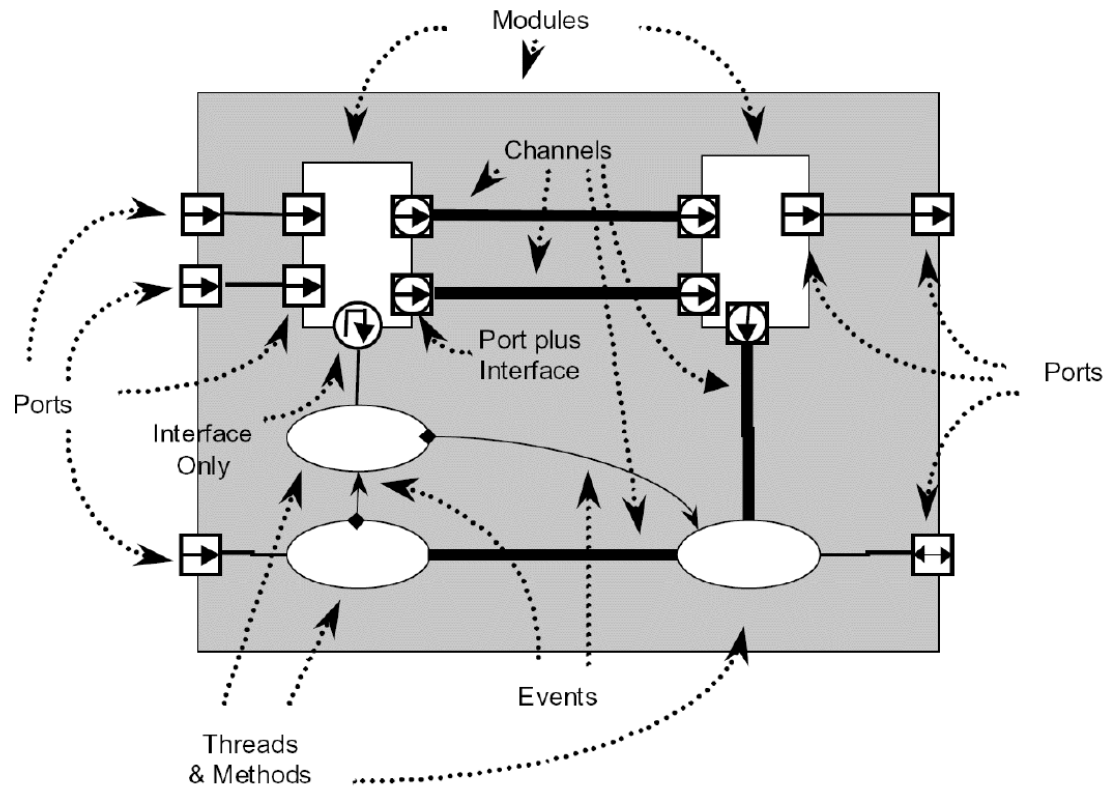 Modules
Channels
Port plus
Interface
Ports
Ports
Interface
Only
Events
Threads
& Methods